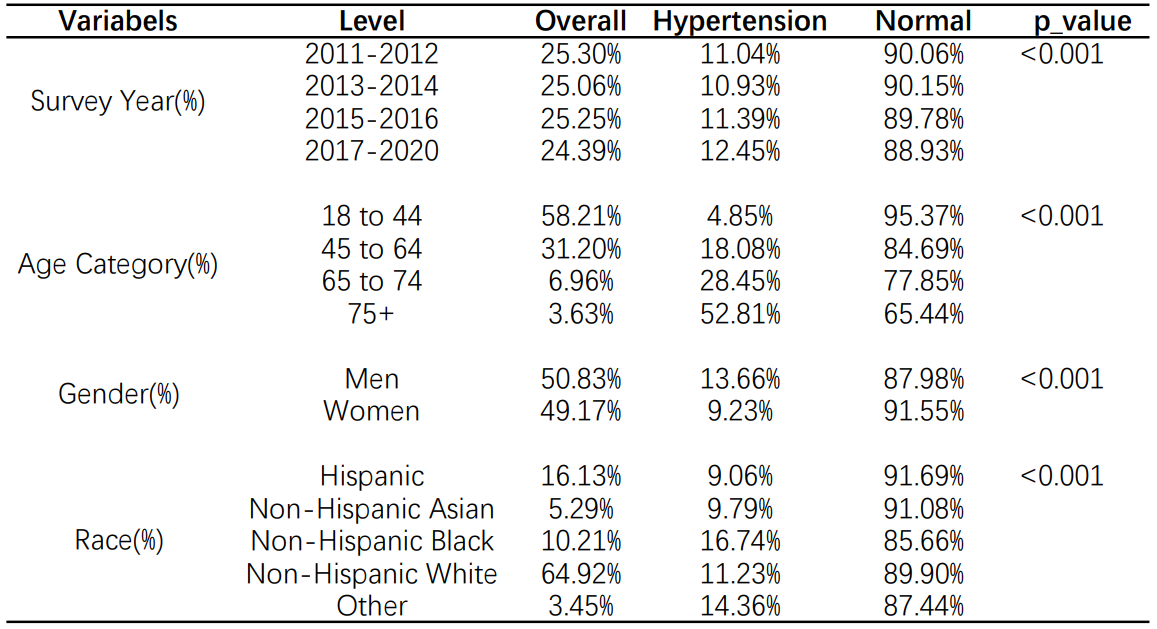 Variabels Level Overall Hypertension Normal p_value
Survey Year(%)
2011-2012 25.30% 11.04% 90.06% <0.001
2013-2014 25.06% 10.93% 90.15%
2015-2016 25.25% 11.39% 89.78%
2017-2020 24.39% 12.45% 88.93%
Age Category(%)
18 to 44 58.21% 4.85% 95.37% <0.001
45 to 64 31.20% 18.08% 84.69%
65 to 74 6.96% 28.45% 77.85%
75+ 3.63% 52.81% 65.44%
Gender(%)
Men 50.83% 13.66% 87.98% <0.001
Women 49.17% 9.23% 91.55%
Race(%)
Hispanic 16.13% 9.06% 91.69% <0.001
Non-Hispanic Asian 5.29% 9.79% 91.08%
Non-Hispanic Black 10.21% 16.74% 85.66%
Non-Hispanic White 64.92% 11.23% 89.90%
Other 3.45% 14.36% 87.44%